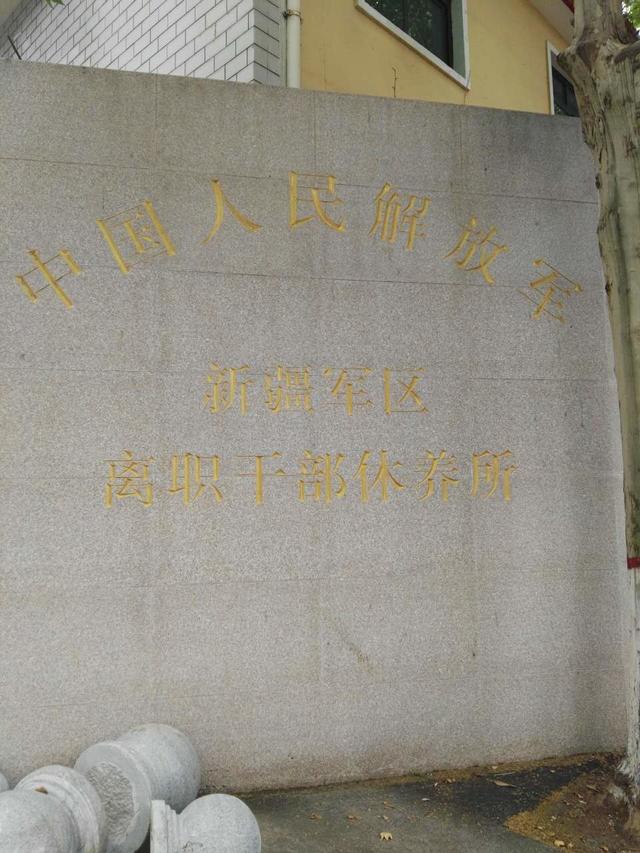 中国人民解放军
新疆军区
离职干部休养所